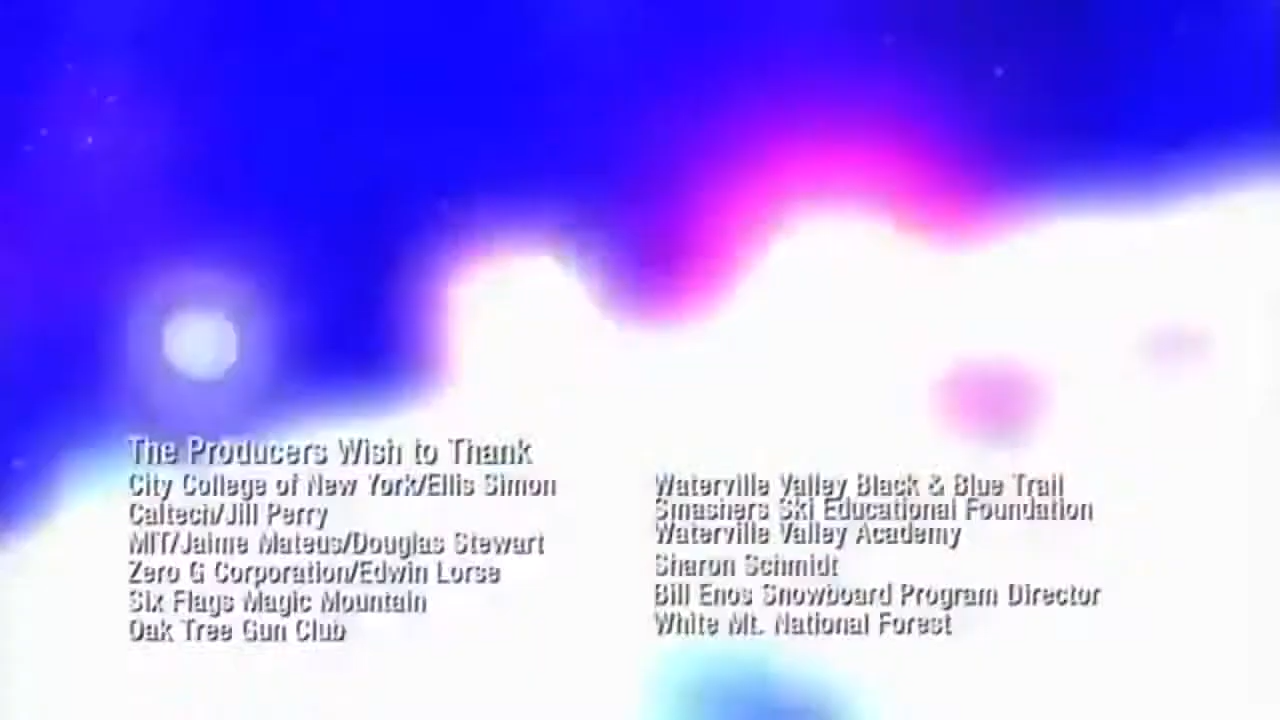 The Producers Wish to Thank
City College of New York/Ellis Simon
Caltech/Jill Perry
MIT/Jaime Mateus/Douglas Stewart
Zero G Corporation/Edwin Lorse
Six Flags Magic Mountain
Oak Tree Gun Club
Waterville Valley Black & Blue Trail
Smashers Ski Educational Foundation
Waterville Valley Academy
Sharon Schmidt
Bill Enos Snowboard Program Director
White Mt. National Forest